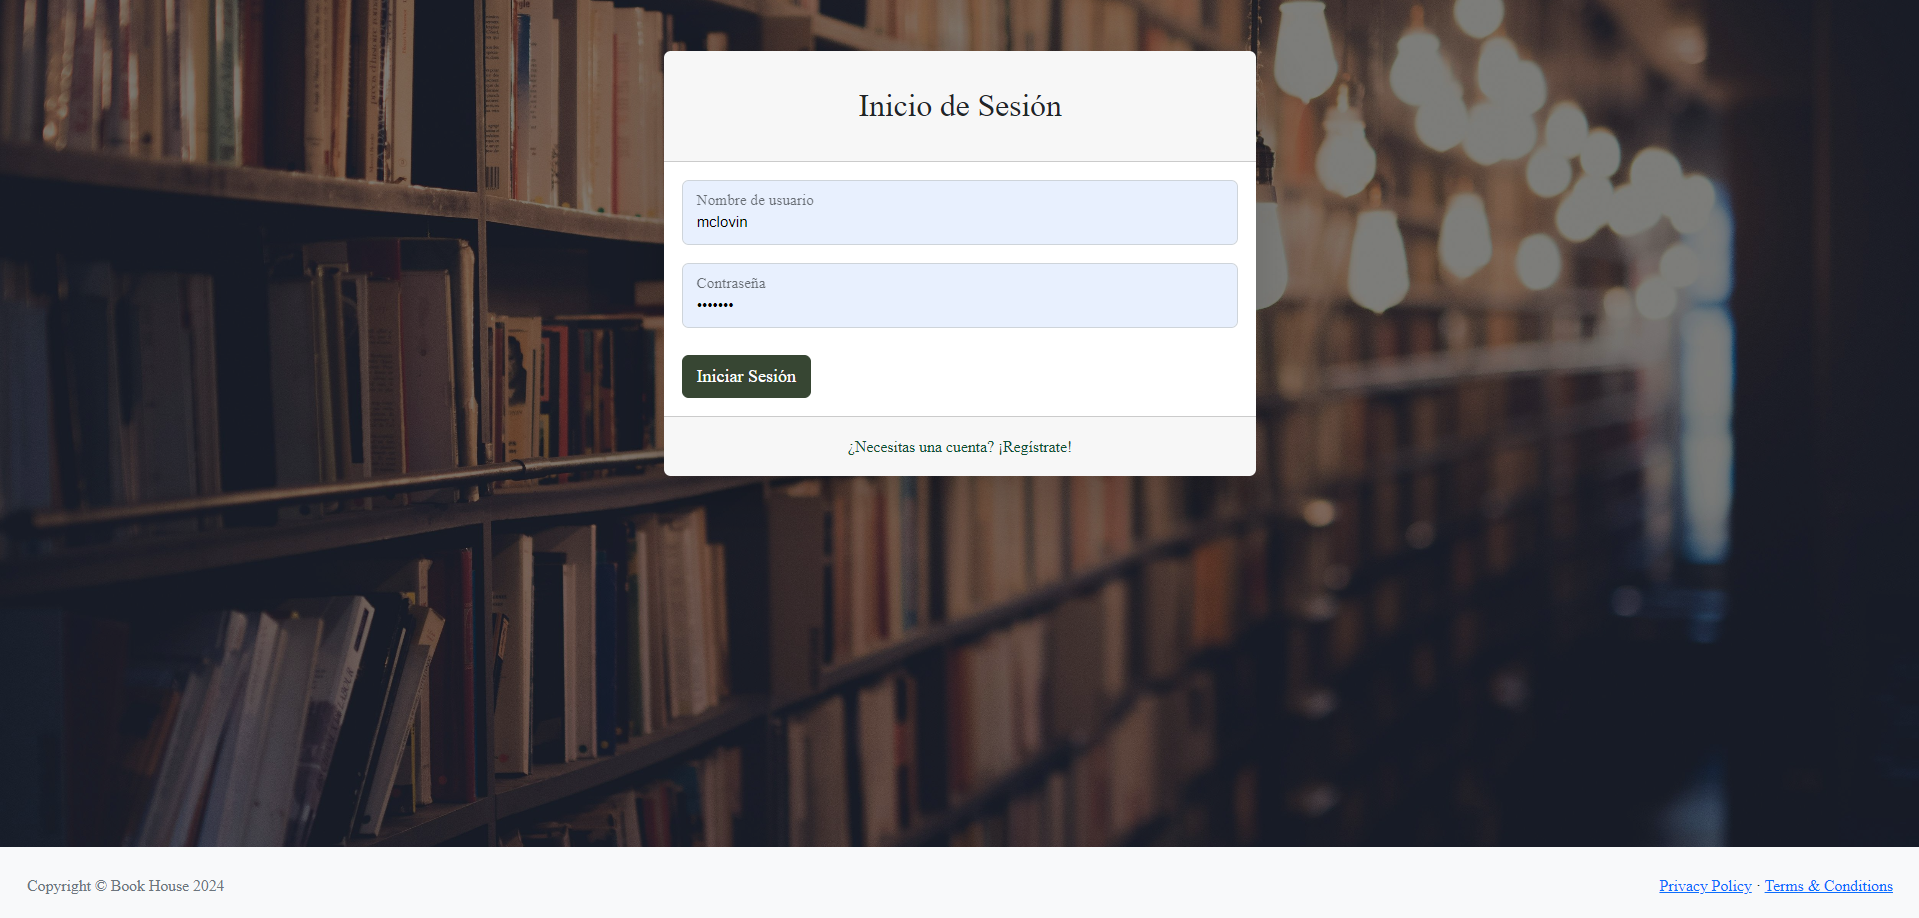 Inicio de Sesión
Nombre de usuario
mclovin
Contraseña
•••••••
Iniciar Sesión
¿Necesitas una cuenta? ¡Regístrate!
Copyright © Book House 2024
Privacy Policy · Terms & Conditions